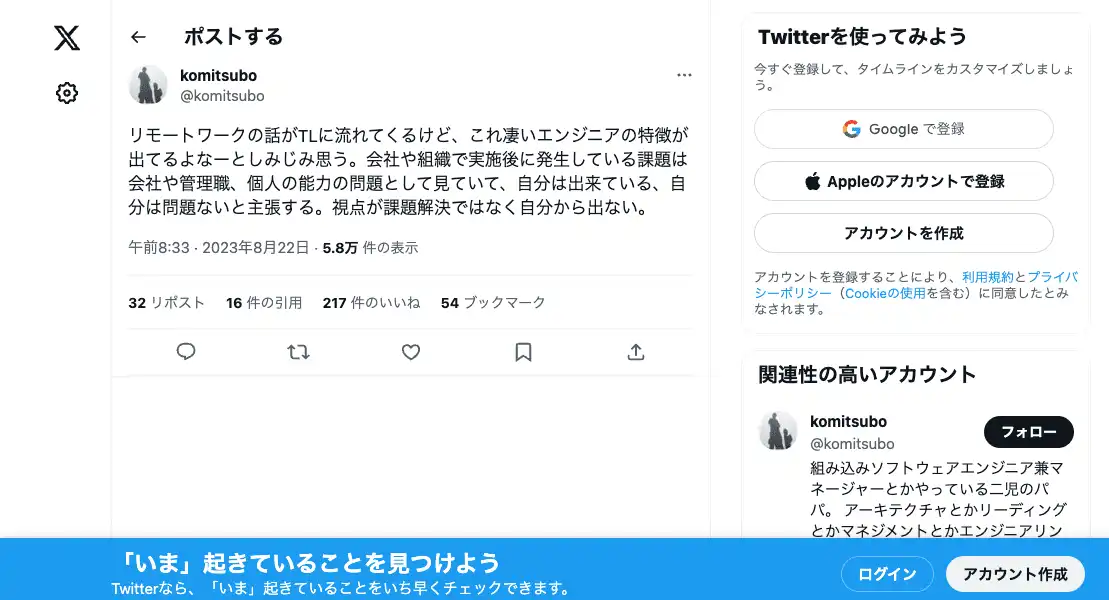 ポストする
komitsubo
@komitsubo
リモートワークの話がTLに流れてくるけど、これ凄いエンジニアの特徴が
出てるよなーとしみじみ思う。会社や組織で実施後に発生している課題は
会社や管理職、個人の能力の問題として見ていて、自分は出来ている、自
分は問題ないと主張する。視点が課題解決ではなく自分から出ない。
午前8:33 · 2023年8月22日 · 5.8万 件の表示
32 リポスト 16 件の引用 217 件のいいね 54 ブックマーク
Twitterを使ってみよう
今すぐ登録して、タイムラインをカスタマイズしましょ
う。
Google で登録
Appleのアカウントで登録
アカウントを作成
アカウントを登録することにより、利用規約とプライバ
シーポリシー（Cookieの使用を含む）に同意したとみ
なされます。
関連性の高いアカウント
komitsubo
@komitsubo
フォロー
組み込みソフトウェアエンジニア兼マ
ネージャーとかやっている二児のパ
パ。 アーキテクチャとかリーディング
とかマネジメントとかエンジニアリン
「いま」起きていることを見つけよう
Twitterなら、「いま」起きていることをいち早くチェックできます。
ログイン
アカウント作成